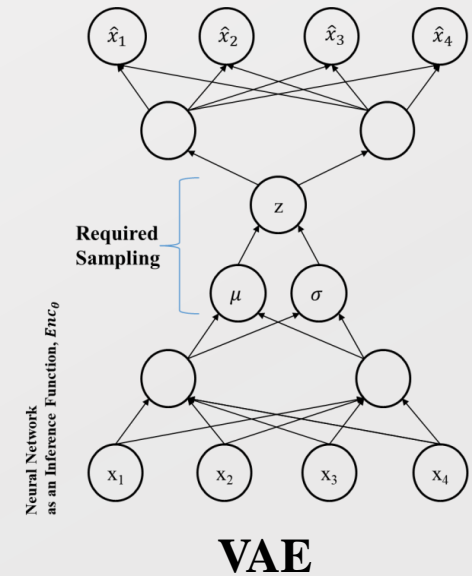 x̂₁ x̂₂ x̂₃ x̂₄
z
Required
Sampling
μ σ
Neural Network
as an Inference Function, Enc_θ
x₁ x₂ x₃ x₄
VAE